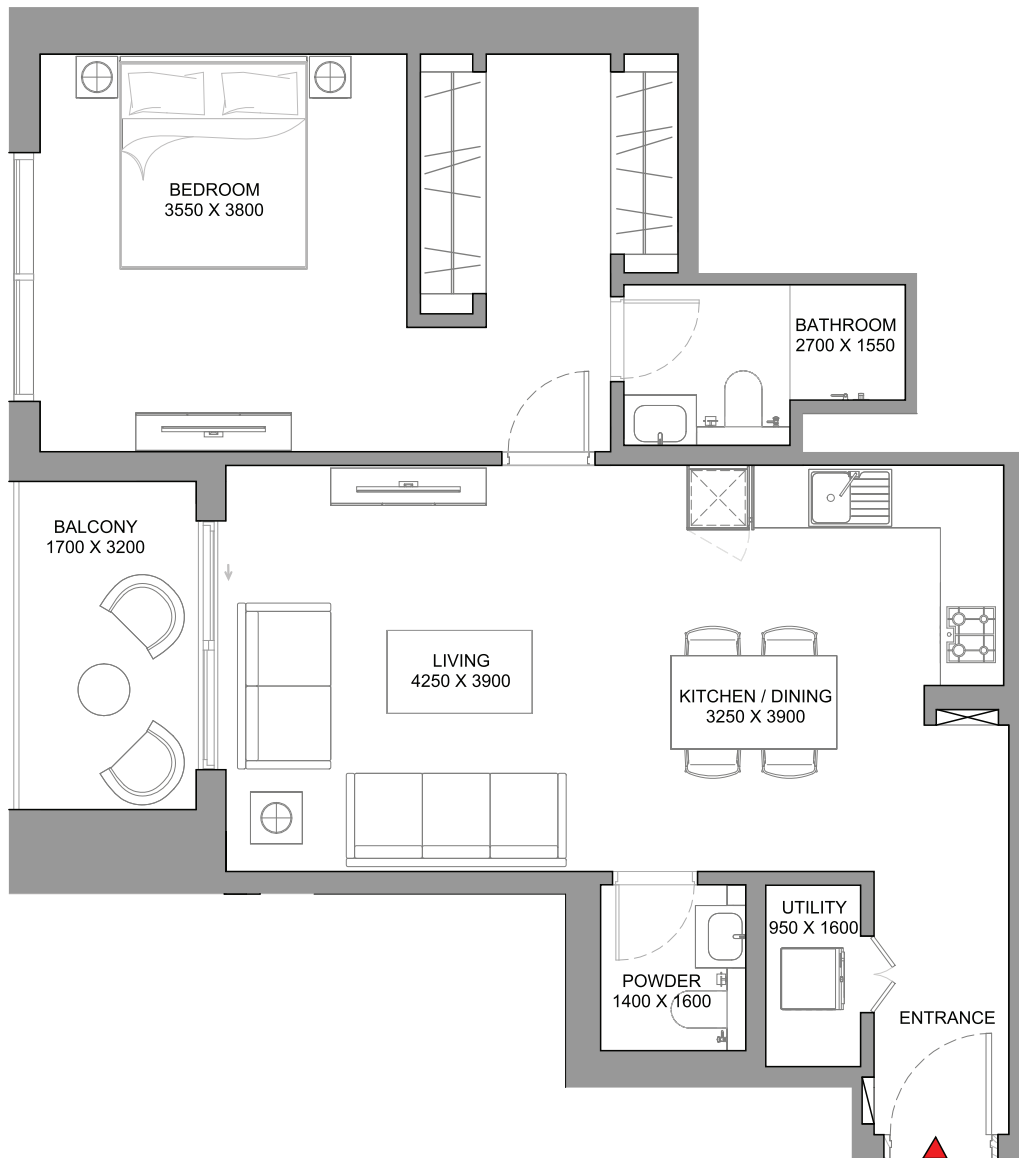 BEDROOM
3550 X 3800
BATHROOM
2700 X 1550
BALCONY
1700 X 3200
LIVING
4250 X 3900
KITCHEN / DINING
3250 X 3900
UTILITY
950 X 1600
POWDER
1400 X 1600
ENTRANCE